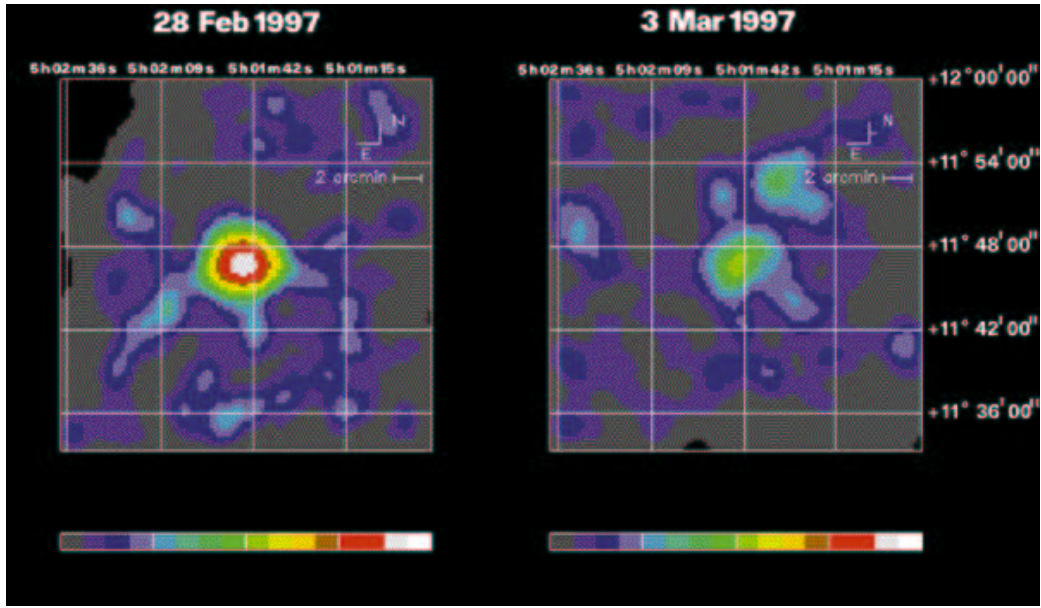 28 Feb 1997
3 Mar 1997
5h02m36s 5h02m09s 5h01m42s 5h01m15s
5h02m36s 5h02m09s 5h01m42s 5h01m15s
+12°00'00"
N
E
2 arcmin
N
E
2 arcmin
+11°54'00"
+11°48'00"
+11°42'00"
+11°36'00"